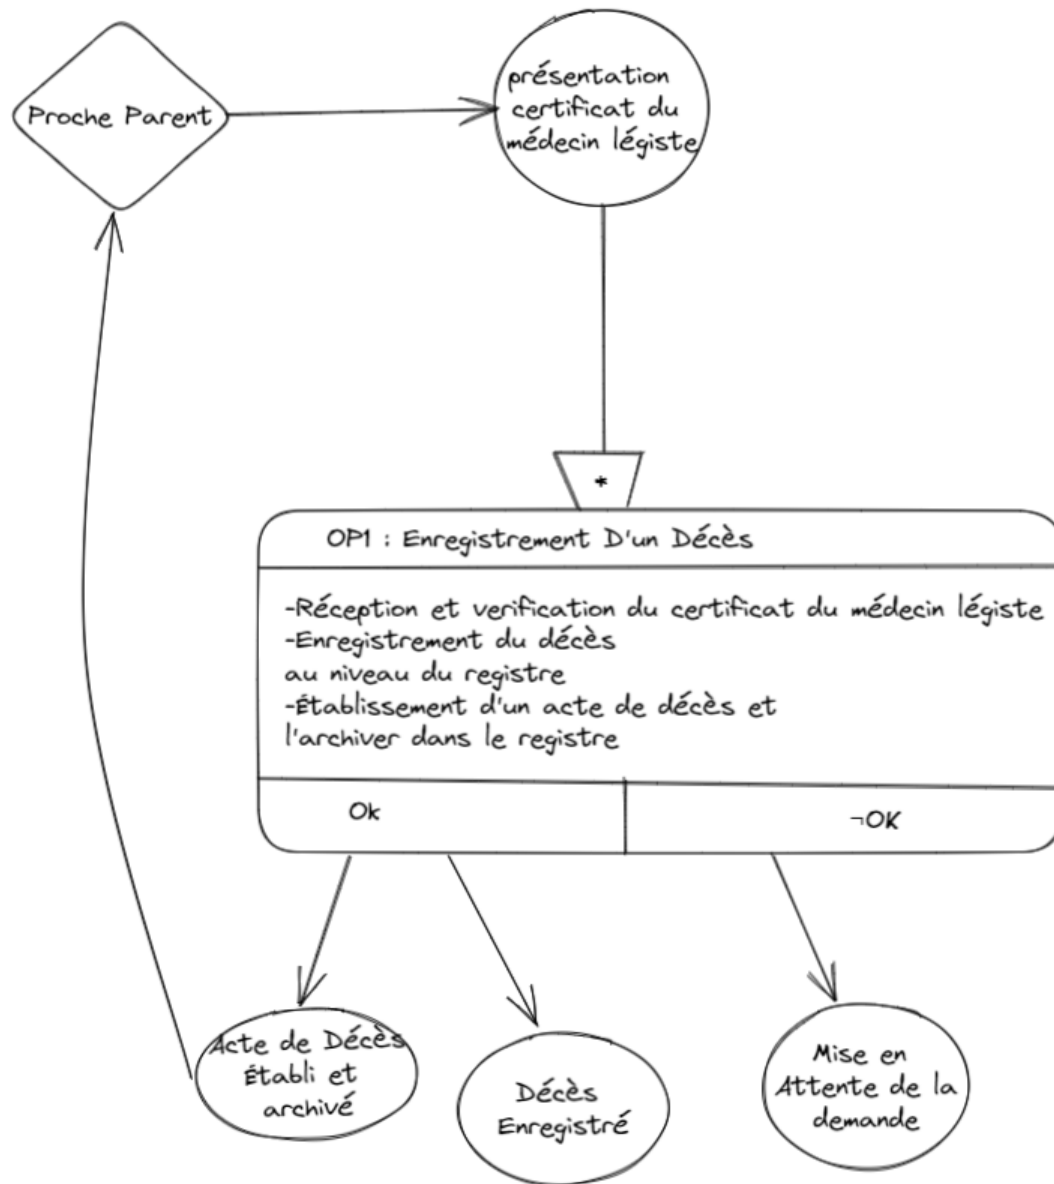 Proche Parent
présentation
certificat du
médecin légiste
*
OP1 : Enregistrement D'un Décès
-Réception et verification du certificat du médecin légiste
-Enregistrement du décès
au niveau du registre
-Établissement d'un acte de décès et
l'archiver dans le registre
Ok
¬OK
Acte de Décès
Établi et
archivé
Décès
Enregistré
Mise en
Attente de la
demande